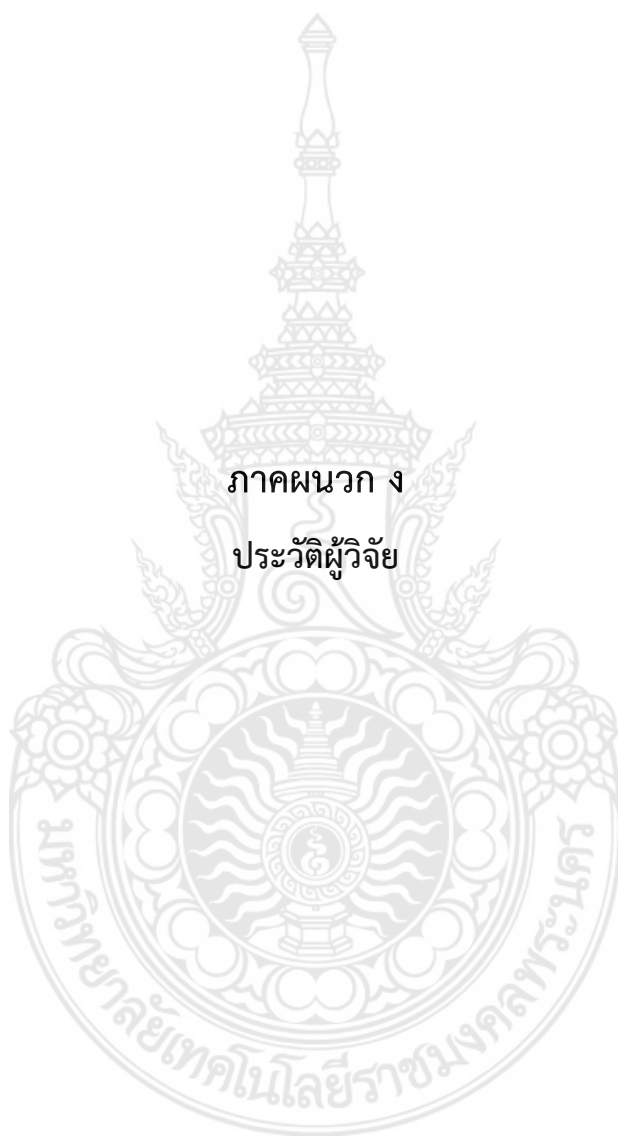 ภาคผนวก ง
ประวัติผู้วิจัย
มหาวิทยาลัยเทคโนโลยีราชมงคลพระนคร